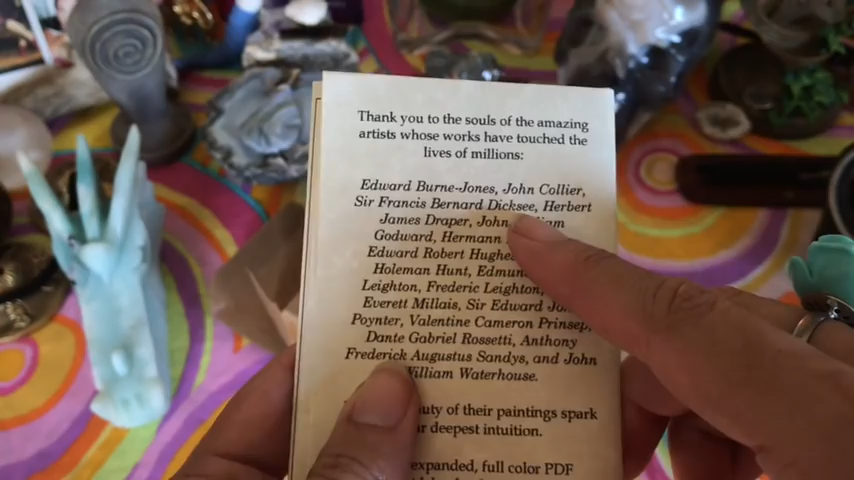 Thank you to the souls of the amazing
artists whose works have touched the
lives of millions:
Edward Burne-Jones, John Collier,
Sir Francis Bernard Dicksee, Herbert
James Draper, John
Godward, Hermann
Edward Robert Hughes
Holeman Hunt,
Leighton, Frederic Leighton,
Everett Millais, Sir Edward
Poynter, Valentine Cameron Prinsep,
Dante Gabriel Rossetti, Anthony
Frederick Augustus Sandys, and John
William Waterhouse.
of their paintings spark
deepest intuition.
expanded, full color PDF